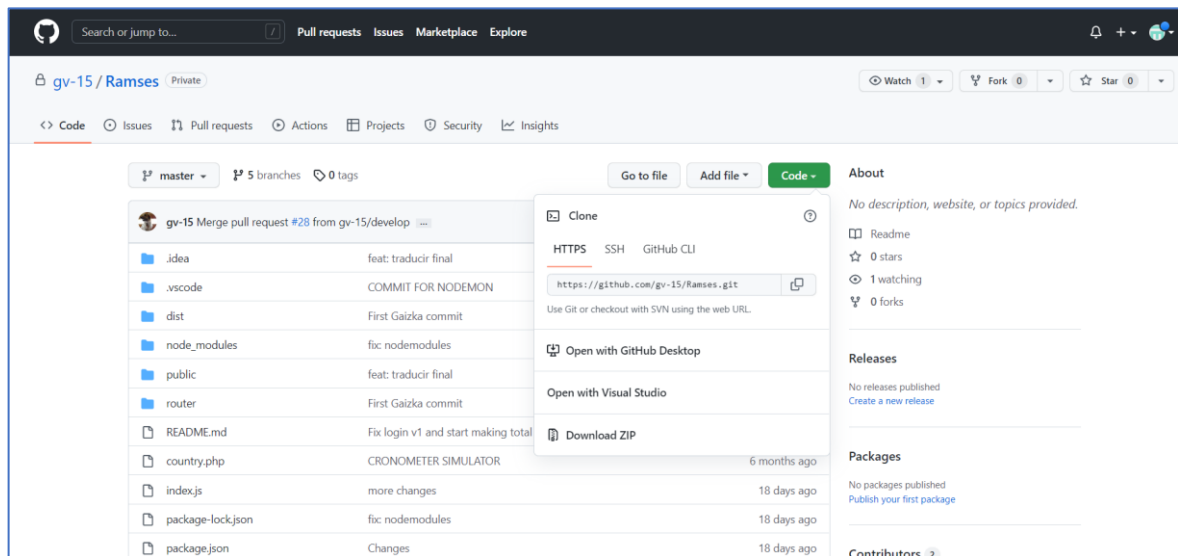 Search or jump to... / Pull requests Issues Marketplace Explore
gv-15 / Ramses Private Watch 1 Fork 0 Star 0
Code Issues Pull requests Actions Projects Security Insights
master 5 branches 0 tags Go to file Add file Code About
No description, website, or topics provided.
gv-15 Merge pull request #28 from gv-15/develop ... Clone
Readme
HTTPS SSH GitHub CLI
0 stars
.idea feat: traducir final
1 watching
.vscode COMMIT FOR NODEMON https://github.com/gv-15/Ramses.git
0 forks
dist First Gaizka commit Use Git or checkout with SVN using the web URL.
node_modules fix: nodemodules Open with GitHub Desktop
Releases
public feat: traducir final
No releases published
Open with Visual Studio
Create a new release
router First Gaizka commit
README.md Fix login v1 and start making total Download ZIP
Packages
country.php CRONOMETER SIMULATOR 6 months ago
No packages published
index.js more changes 18 days ago
Publish your first package
package-lock.json fix: nodemodules 18 days ago
package.json Changes 18 days ago
Contributors 2